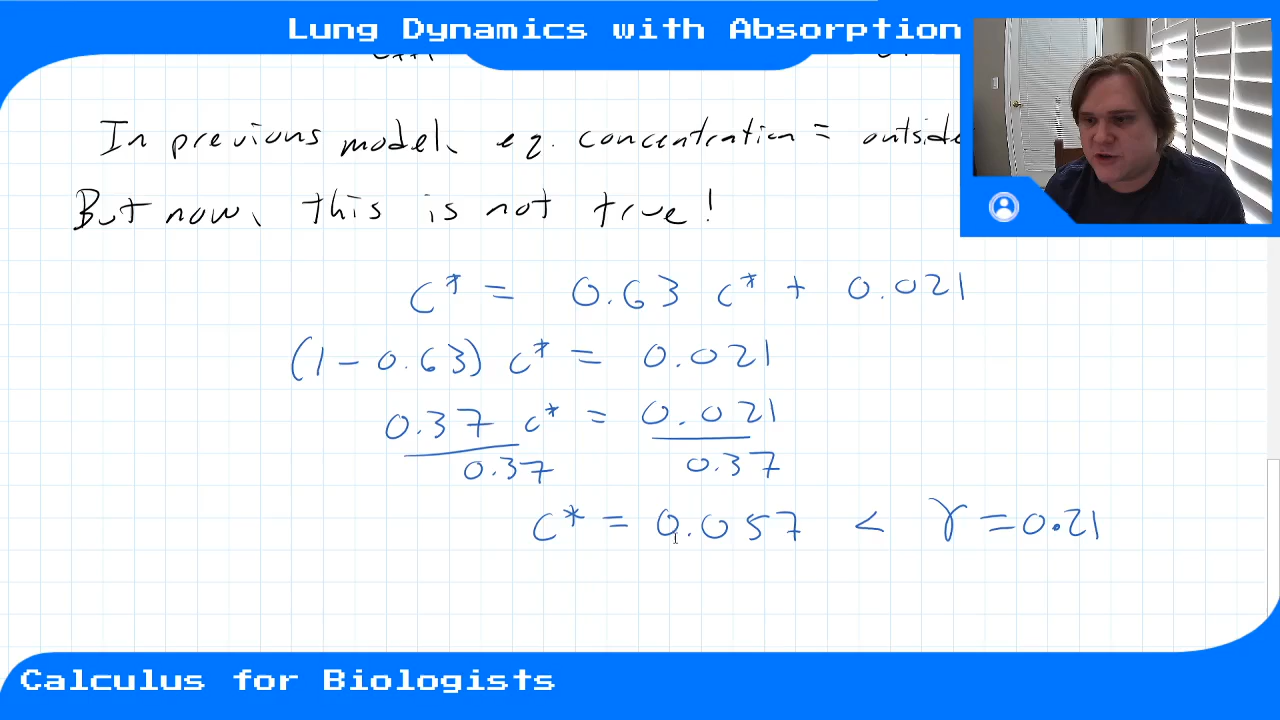 Lung Dynamics with Absorption
In previous model, eq. concentration = outside
But now, this is not true!
c* = 0.63 c* + 0.021
(1 - 0.63) c* = 0.021
0.37 c* = 0.021
0.37 0.37
c* = 0.057 < γ = 0.21
Calculus for Biologists